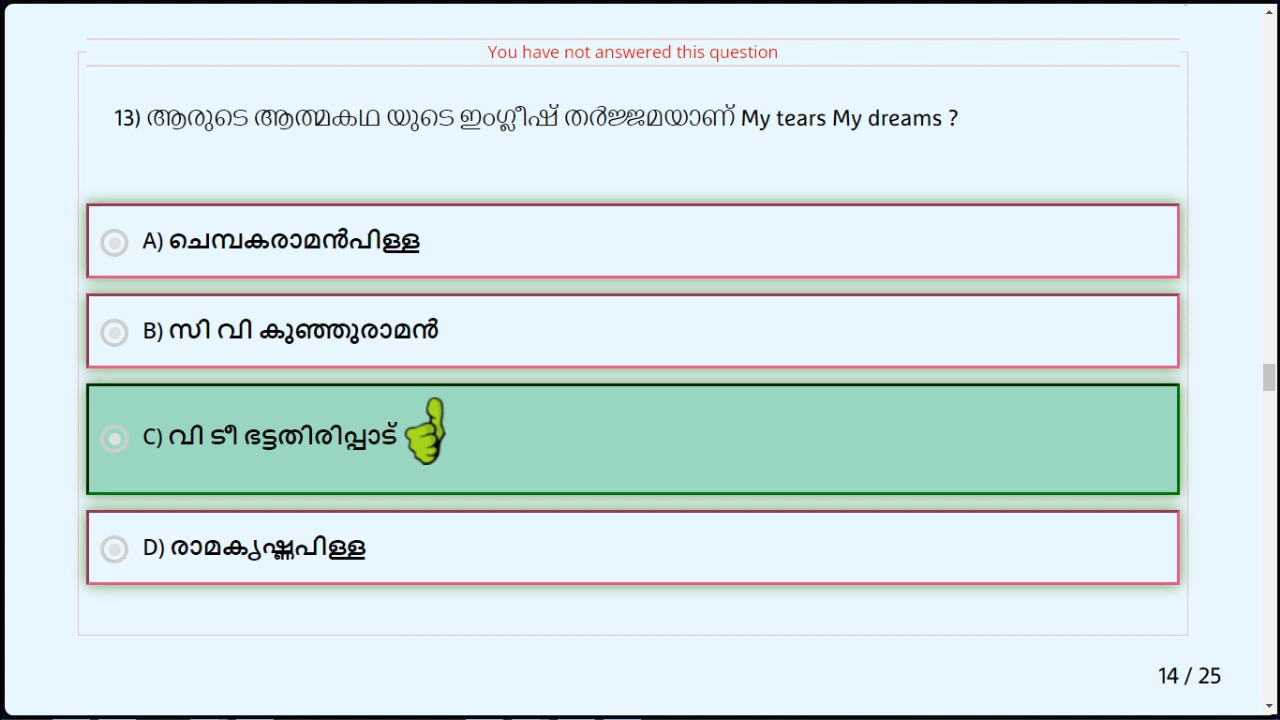 You have not answered this question
13) ആരുടെ ആത്മകഥ യുടെ ഇംഗ്ലീഷ് തർജ്ജമയാണ് My tears My dreams ?
A) ചെമ്പകരാമൻപിള്ള
B) സി വി കുഞ്ഞുരാമൻ
C) വി ടീ ഭട്ടതിരിപ്പാട്
D) രാമകൃഷ്ണപിള്ള
14 / 25